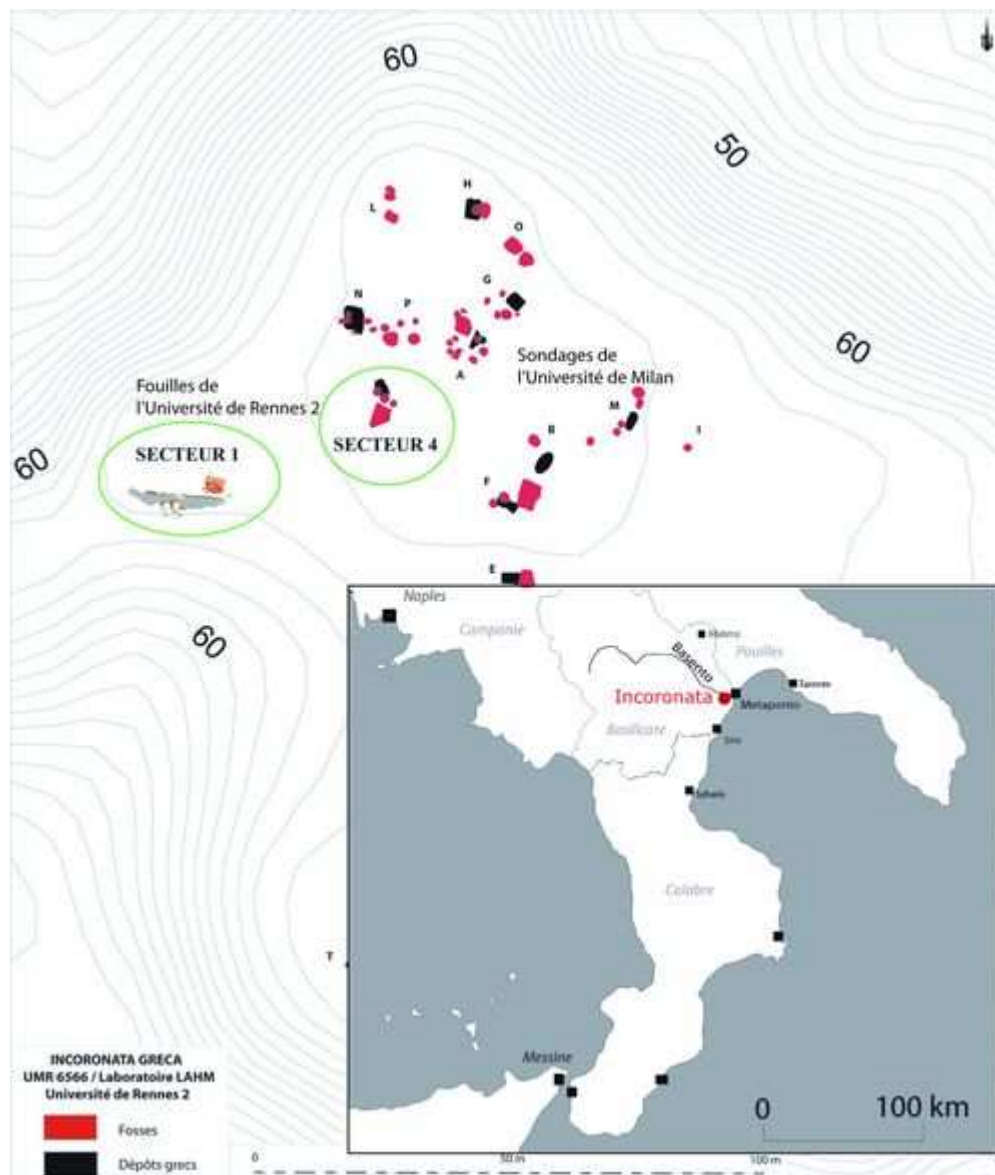 60
50
60
60
60
L
H
O
N
P
G
A
Sondages de
l'Université de Milan
Fouilles de
l'Université de Rennes 2
SECTEUR 1
SECTEUR 4
M
B
I
F
E
T
Naples
Campanie
Basento
Pouilles
Incoronata
Metaponto
Basilicate
Calabre
Messine
0 100 km
INCORONATA GRECA
UMR 6566 / Laboratoire LAHM
Université de Rennes 2
Fosses
Dépôts grecs
0 50 m 100 m